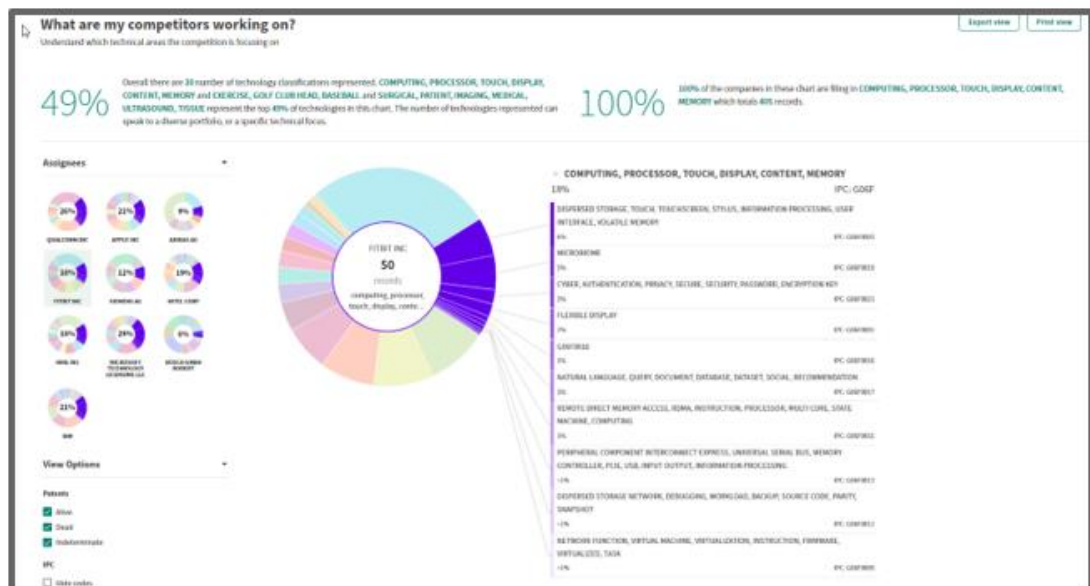 What are my competitors working on?
Understand which technical areas the competition is focusing on
Export view
Print view
49%
Overall there are 30 number of technology classifications represented. COMPUTING, PROCESSOR, TOUCH, DISPLAY,
CONTENT, MEMORY and EXERCISE, GOLF CLUB HEAD, BASEBALL and SURGICAL, PATIENT, IMAGING, MEDICAL,
ULTRASOUND, TISSUE represent the top 49% of technologies in this chart. The number of technologies represented can
speak to a diverse portfolio, or a specific technical focus.
100%
100% of the companies in these chart are filing in COMPUTING, PROCESSOR, TOUCH, DISPLAY, CONTENT,
MEMORY which totals records.
Assignees
26%
21%
9%
QUALCOMM INC
APPLE INC
18%
12%
19%
FITBIT INC
SIEMENS AG
INTEL CORP
29%
MICROSOFT
TECHNOLOGY
LICENSING LLC
21%
IBM
View Options
Patents
Alive
Dead
Indeterminate
IPC
Hide codes
FITBIT INC
50
records
computing, processor,
touch, display, conte...
COMPUTING, PROCESSOR, TOUCH, DISPLAY, CONTENT, MEMORY
18%
IPC: G06F
DISPERSED STORAGE, TOUCH, TOUCHSCREEN, STYLUS, INFORMATION PROCESSING, USER
INTERFACE, VOLATILE MEMORY
CYBER, AUTHENTICATION, PRIVACY, SECURE, SECURITY, PASSWORD, ENCRYPTION KEY
FLEXIBLE DISPLAY
NATURAL LANGUAGE, QUERY, DOCUMENT, DATABASE, DATASET, SOCIAL, RECOMMENDATION
REMOTE DIRECT MEMORY ACCESS, RDMA, INSTRUCTION, PROCESSOR, MULTI CORE, STATE
MACHINE, COMPUTING
PERIPHERAL COMPONENT INTERCONNECT EXPRESS, UNIVERSAL SERIAL BUS, MEMORY
CONTROLLER, PCIE, USB, INPUT OUTPUT, INFORMATION PROCESSING
<1%
DISPERSED STORAGE NETWORK, DEBUGGING, WORKLOAD, BACKUP, SOURCE CODE, PARITY,
SNAPSHOT
<1%
NETWORK FUNCTION, VIRTUAL MACHINE, VIRTUALIZATION, INSTRUCTION, FIRMWARE,
VIRTUALIZED, TASK
<1%